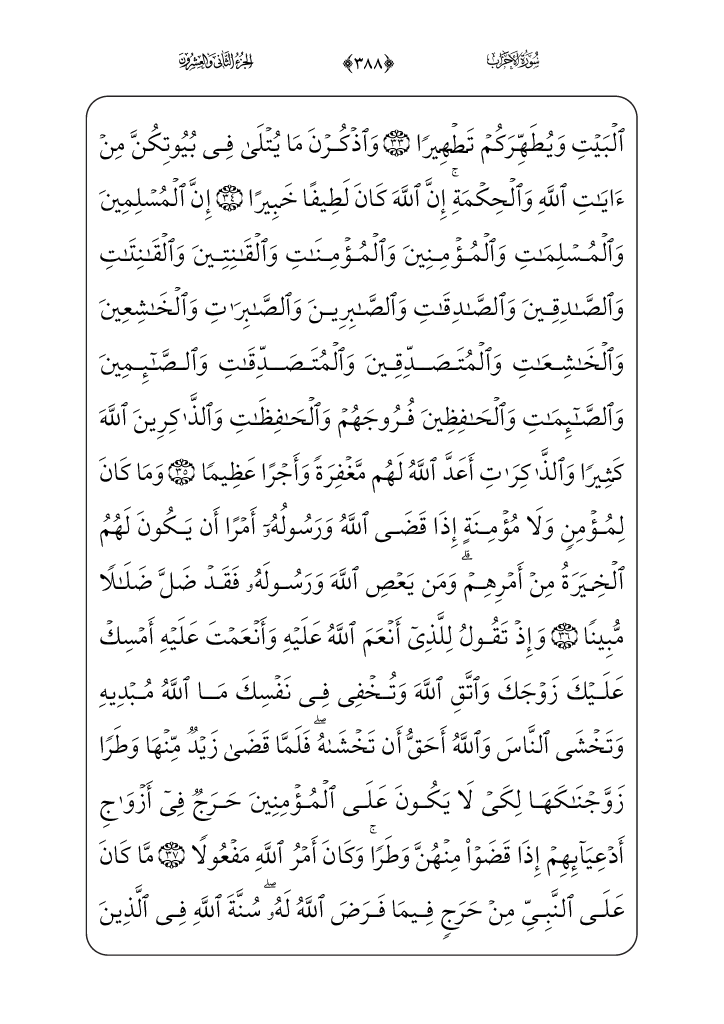 سُورَةُ الأَحْزَابِ ﴿٣٨٨﴾ الجُزْءُ الثَّانِي وَالْعِشْرُونَ
ٱلۡبَيۡتِ وَيُطَهِّرَكُمۡ تَطۡهِيرٗا ٣٣ وَٱذۡكُرۡنَ مَا يُتۡلَىٰ فِي بُيُوتِكُنَّ مِنۡ
ءَايَٰتِ ٱللَّهِ وَٱلۡحِكۡمَةِۚ إِنَّ ٱللَّهَ كَانَ لَطِيفًا خَبِيرًا ٣٤ إِنَّ ٱلۡمُسۡلِمِينَ
وَٱلۡمُسۡلِمَٰتِ وَٱلۡمُؤۡمِنِينَ وَٱلۡمُؤۡمِنَٰتِ وَٱلۡقَٰنِتِينَ وَٱلۡقَٰنِتَٰتِ
وَٱلصَّٰدِقِينَ وَٱلصَّٰدِقَٰتِ وَٱلصَّٰبِرِينَ وَٱلصَّٰبِرَٰتِ وَٱلۡخَٰشِعِينَ
وَٱلۡخَٰشِعَٰتِ وَٱلۡمُتَصَدِّقِينَ وَٱلۡمُتَصَدِّقَٰتِ وَٱلصَّٰٓئِمِينَ
وَٱلصَّٰٓئِمَٰتِ وَٱلۡحَٰفِظِينَ فُرُوجَهُمۡ وَٱلۡحَٰفِظَٰتِ وَٱلذَّٰكِرِينَ ٱللَّهَ
كَثِيرٗا وَٱلذَّٰكِرَٰتِ أَعَدَّ ٱللَّهُ لَهُم مَّغۡفِرَةٗ وَأَجۡرًا عَظِيمٗا ٣٥ وَمَا كَانَ
لِمُؤۡمِنٖ وَلَا مُؤۡمِنَةٍ إِذَا قَضَى ٱللَّهُ وَرَسُولُهُۥٓ أَمۡرًا أَن يَكُونَ لَهُمُ
ٱلۡخِيَرَةُ مِنۡ أَمۡرِهِمۡۗ وَمَن يَعۡصِ ٱللَّهَ وَرَسُولَهُۥ فَقَدۡ ضَلَّ ضَلَٰلٗا
مُّبِينٗا ٣٦ وَإِذۡ تَقُولُ لِلَّذِيٓ أَنۡعَمَ ٱللَّهُ عَلَيۡهِ وَأَنۡعَمۡتَ عَلَيۡهِ أَمۡسِكۡ
عَلَيۡكَ زَوۡجَكَ وَٱتَّقِ ٱللَّهَ وَتُخۡفِي فِي نَفۡسِكَ مَا ٱللَّهُ مُبۡدِيهِ
وَتَخۡشَى ٱلنَّاسَ وَٱللَّهُ أَحَقُّ أَن تَخۡشَىٰهُۖ فَلَمَّا قَضَىٰ زَيۡدٞ مِّنۡهَا وَطَرٗا
زَوَّجۡنَٰكَهَا لِكَيۡ لَا يَكُونَ عَلَى ٱلۡمُؤۡمِنِينَ حَرَجٞ فِيٓ أَزۡوَٰجِ
أَدۡعِيَآئِهِمۡ إِذَا قَضَوۡاْ مِنۡهُنَّ وَطَرٗاۚ وَكَانَ أَمۡرُ ٱللَّهِ مَفۡعُولٗا ٣٧ مَّا كَانَ
عَلَى ٱلنَّبِيِّ مِنۡ حَرَجٖ فِيمَا فَرَضَ ٱللَّهُ لَهُۥۖ سُنَّةَ ٱللَّهِ فِي ٱلَّذِينَ